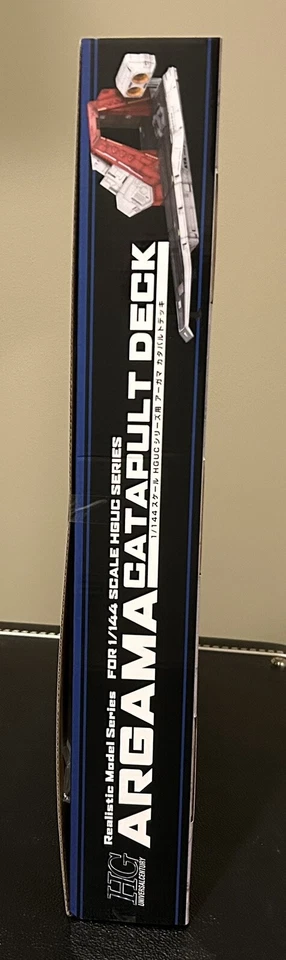 HG
UNIVERSAL CENTURY
Realistic Model Series FOR 1/144 SCALE HGUC SERIES
ARGAMA CATAPULT DECK
1/144スケール HGUCシリーズ用 アーガマ カタパルトデッキ